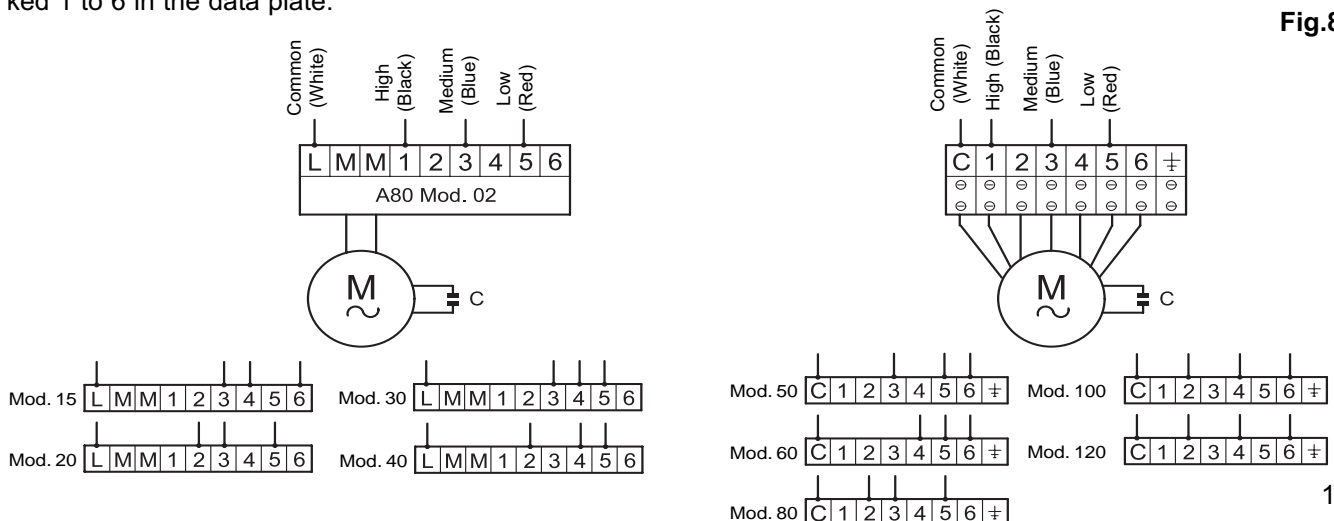 ked 1 to 6 in the data plate.
Fig.8
Common (White)
High (Black)
Medium (Blue)
Low (Red)
L M M 1 2 3 4 5 6
A80 Mod. 02
M
C
Common (White)
High (Black)
Medium (Blue)
Low (Red)
C 1 2 3 4 5 6
M
C
Mod. 15 L M M 1 2 3 4 5 6
Mod. 30 L M M 1 2 3 4 5 6
Mod. 20 L M M 1 2 3 4 5 6
Mod. 40 L M M 1 2 3 4 5 6
Mod. 50 C 1 2 3 4 5 6
Mod. 100 C 1 2 3 4 5 6
Mod. 60 C 1 2 3 4 5 6
Mod. 120 C 1 2 3 4 5 6
Mod. 80 C 1 2 3 4 5 6
1